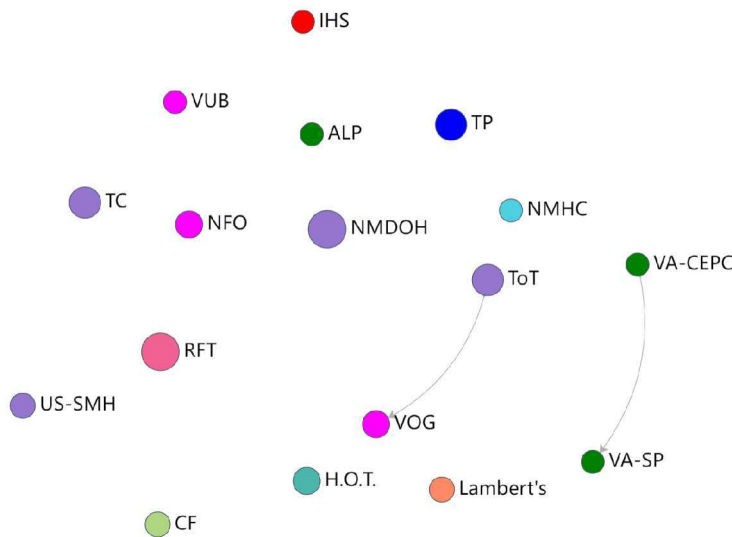 IHS
VUB
ALP
TP
TC
NFO
NMDOH
NMHC
ToT
VA-CEPC
RFT
US-SMH
VOG
VA-SP
H.O.T.
Lambert's
CF